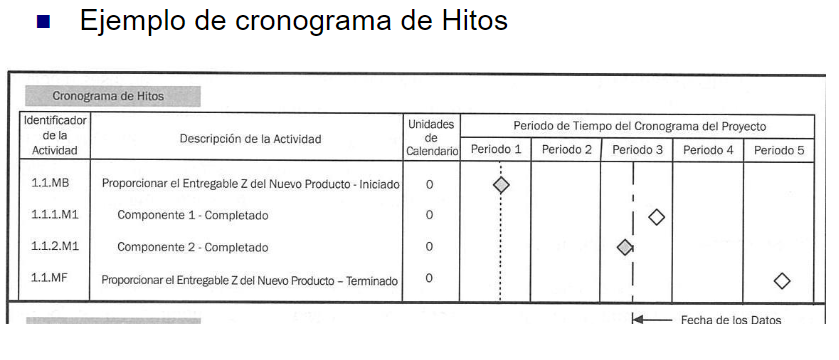 Ejemplo de cronograma de Hitos
Cronograma de Hitos
Identificador
de la
Actividad
Descripción de la Actividad
Unidades
de
Calendario
Periodo de Tiempo del Cronograma del Proyecto
Periodo 1 Periodo 2 Periodo 3 Periodo 4 Periodo 5
1.1.MB Proporcionar el Entregable Z del Nuevo Producto - Iniciado 0
1.1.1.M1 Componente 1 - Completado 0
1.1.2.M1 Componente 2 - Completado 0
1.1.MF Proporcionar el Entregable Z del Nuevo Producto – Terminado 0
Fecha de los Datos